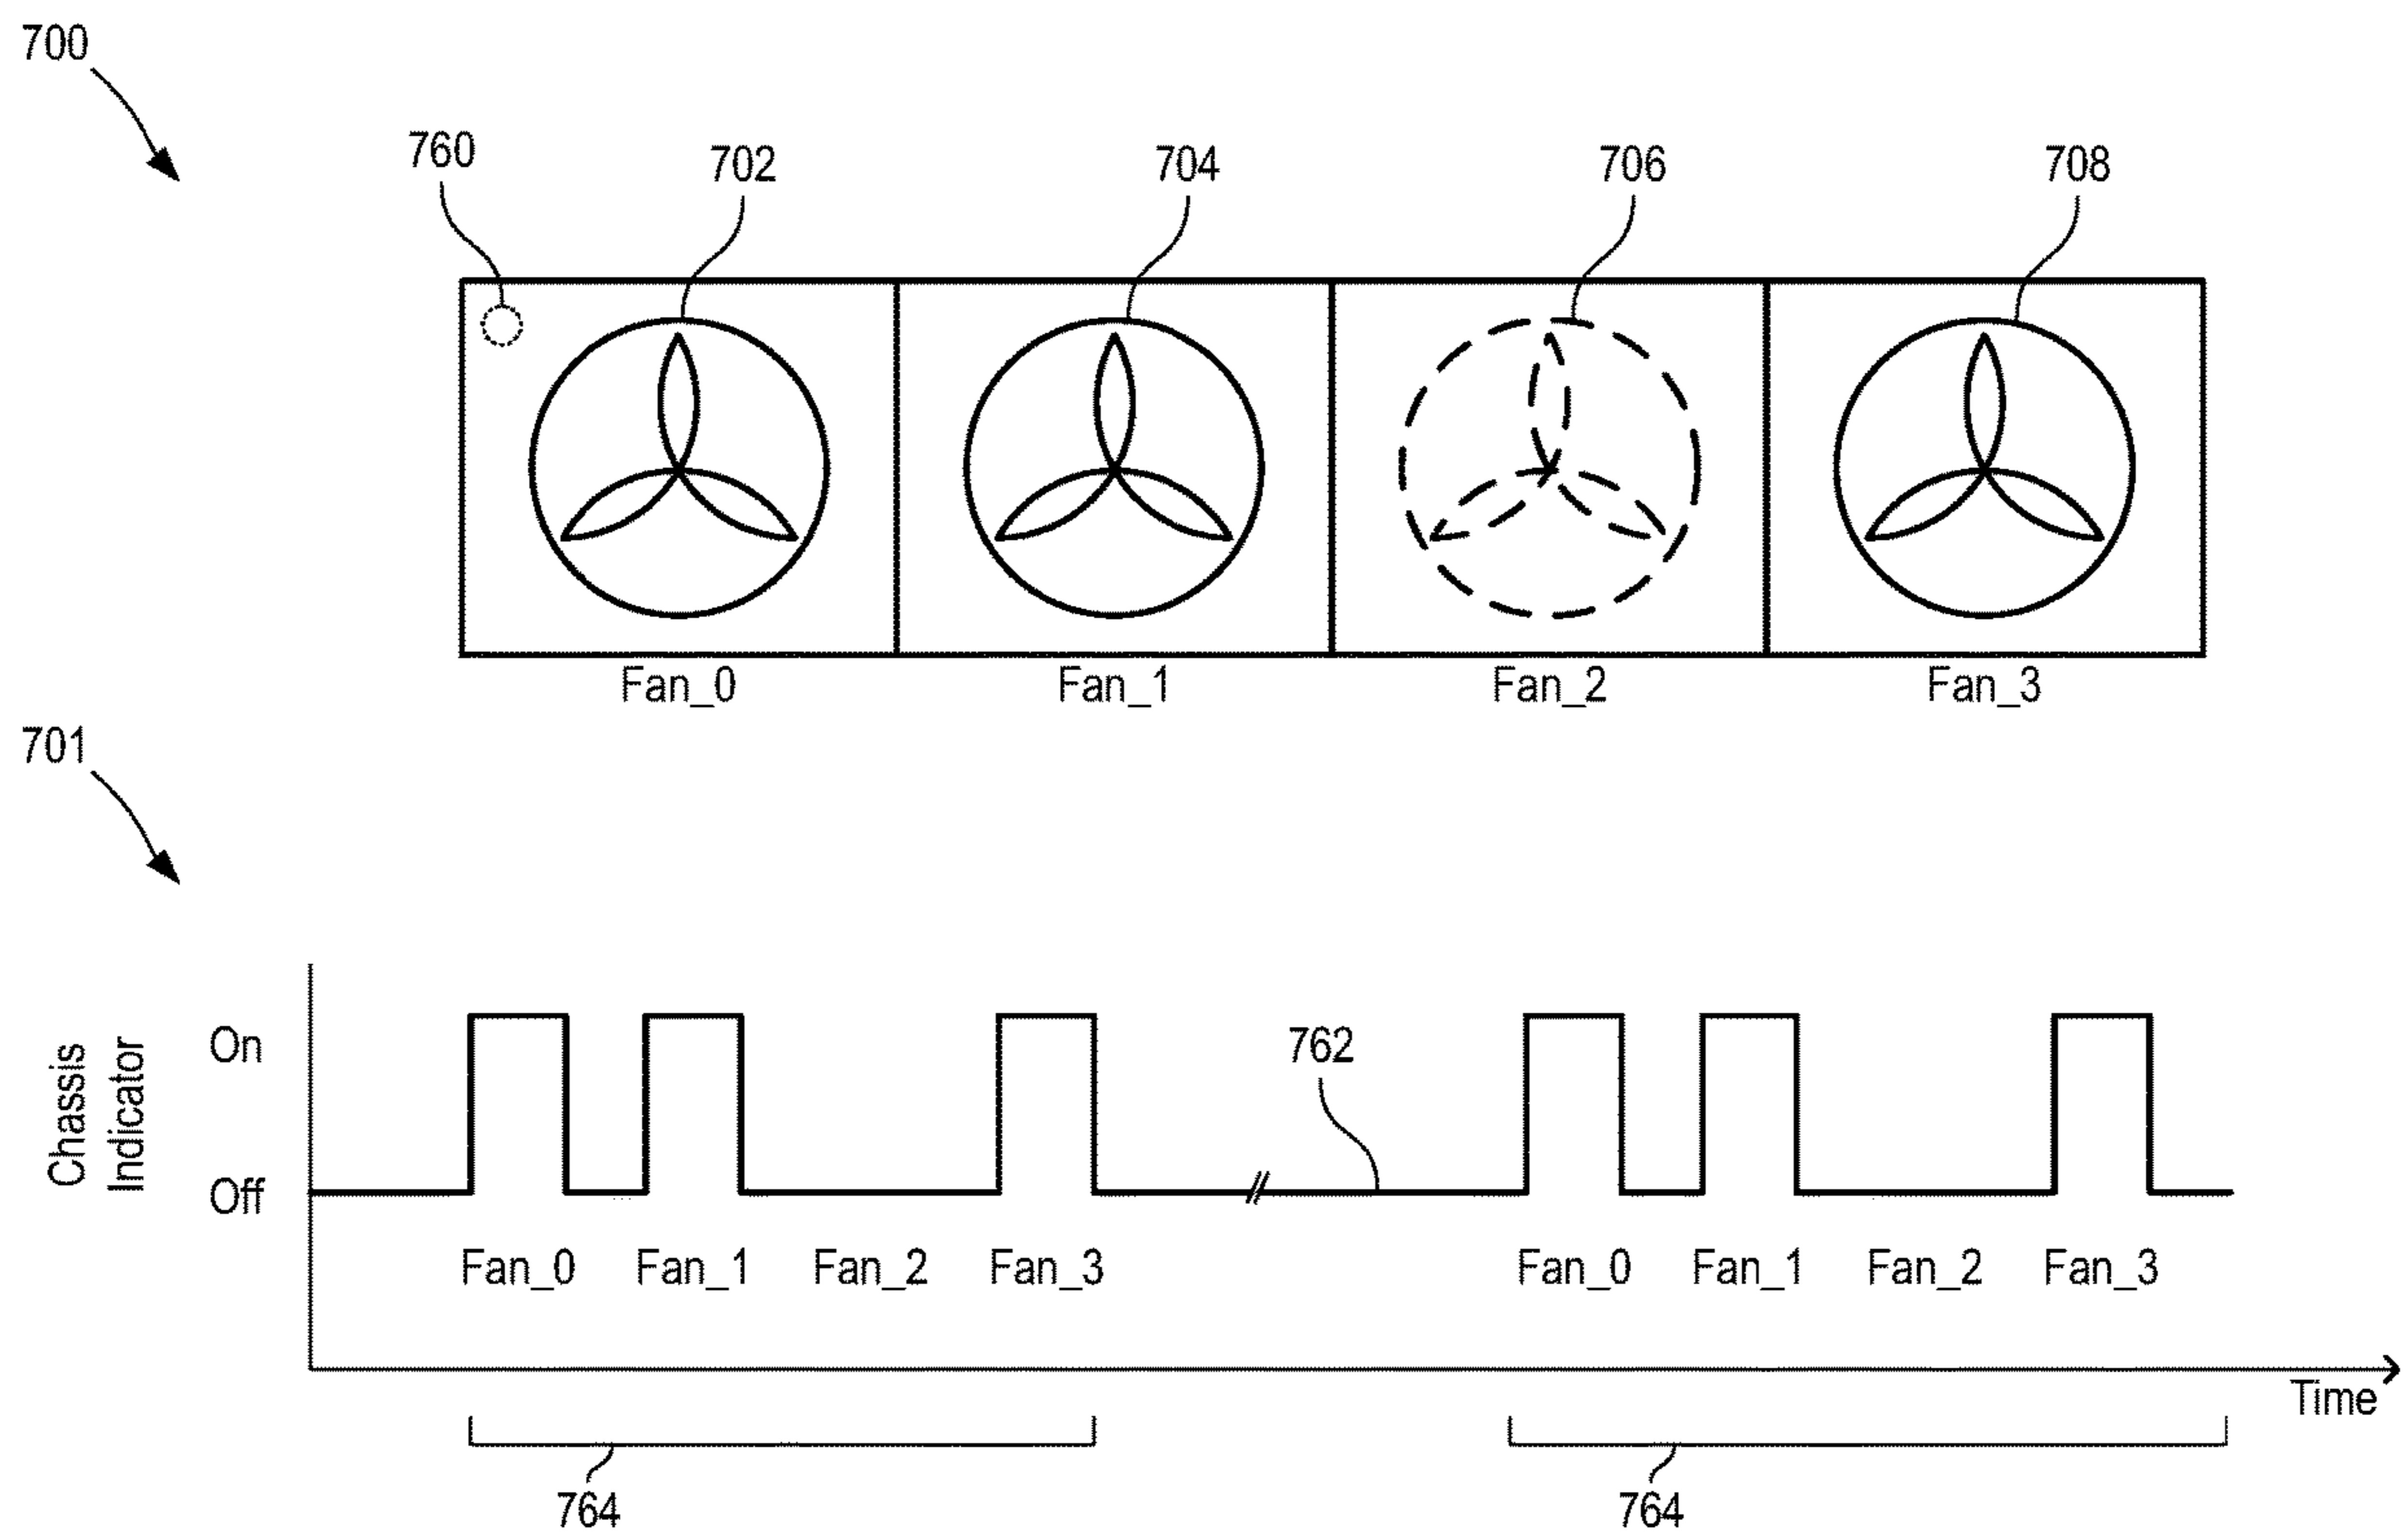 700
760
702
704
706
708
Fan_0
Fan_1
Fan_2
Fan_3
701
Chassis
Indicator
On
Off
762
Fan_0
Fan_1
Fan_2
Fan_3
Fan_0
Fan_1
Fan_2
Fan_3
Time
764
764